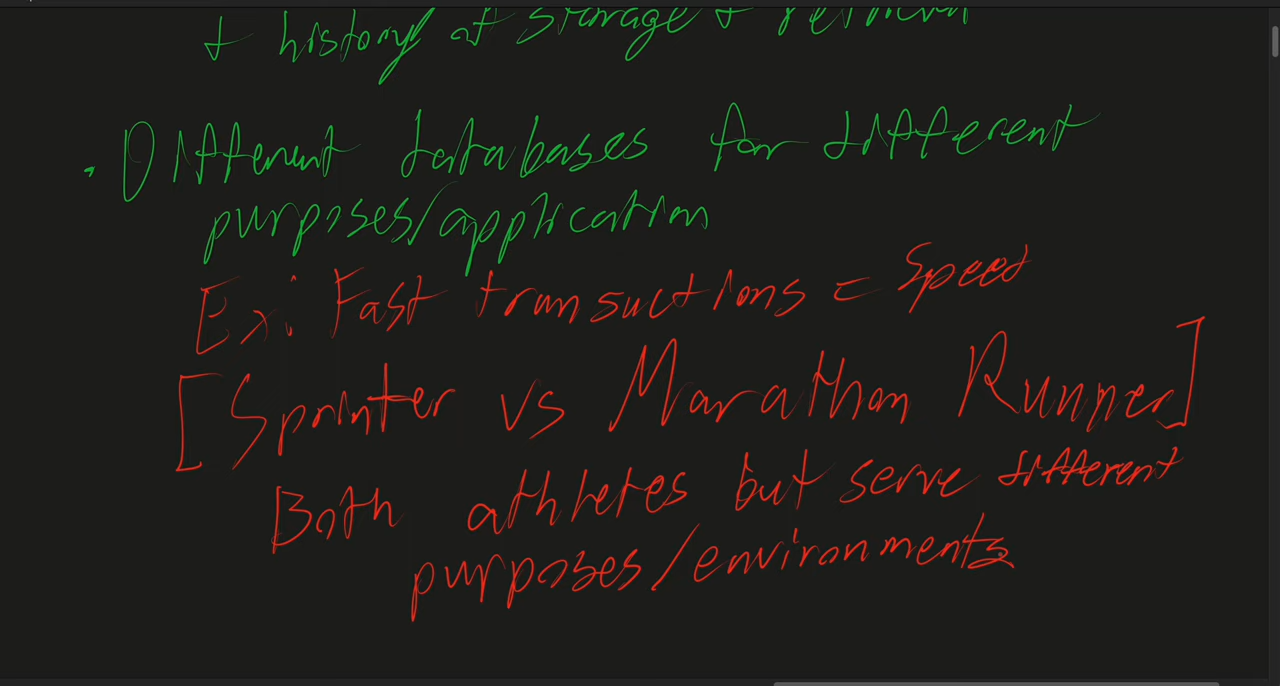 + history of storage + retrieval
• Different databases for different
purposes/application
Ex: Fast transactions = Speed
[Sprinter vs Marathon Runner]
Both athletes but serve different
purposes/environments